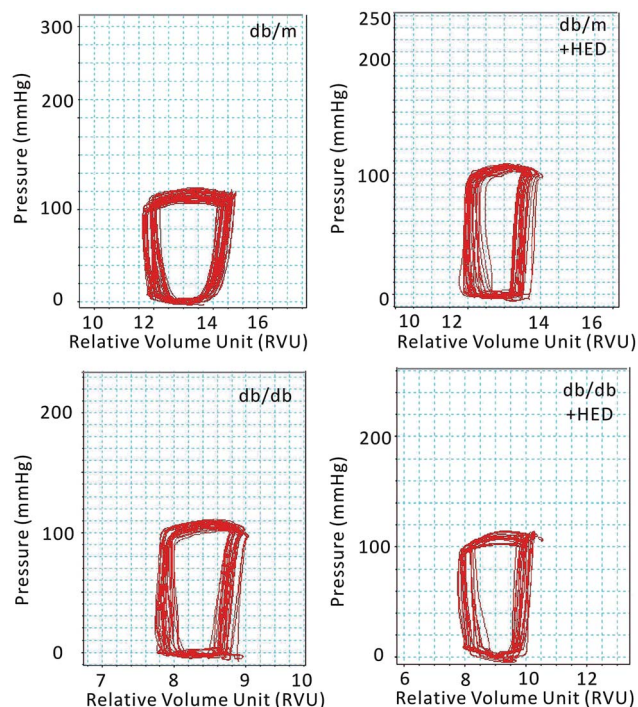 300
200
100
0
Pressure (mmHg)
db/m
10 12 14 16
Relative Volume Unit (RVU)
250
200
100
0
Pressure (mmHg)
db/m
+HED
10 12 14 16
Relative Volume Unit (RVU)
200
100
0
Pressure (mmHg)
db/db
7 8 9 10
Relative Volume Unit (RVU)
200
100
0
Pressure (mmHg)
db/db
+HED
6 8 10 12
Relative Volume Unit (RVU)